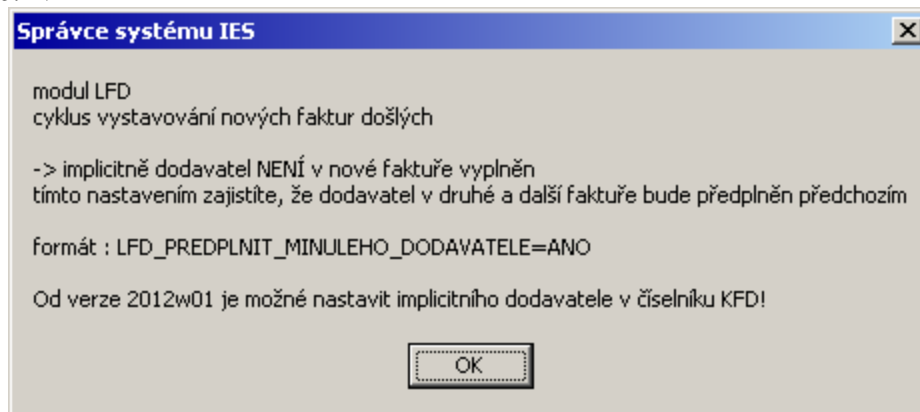 Správce systému IES
modul LFD
cyklus vystavování nových faktur došlých
-> implicitně dodavatel NENÍ v nové faktuře vyplněn
tímto nastavením zajistíte, že dodavatel v druhé a další faktuře bude předplněn předchozím
formát : LFD_PREDPLNIT_MINULEHO_DODAVATELE=ANO
Od verze 2012w01 je možné nastavit implicitního dodavatele v číselníku KFD!
OK